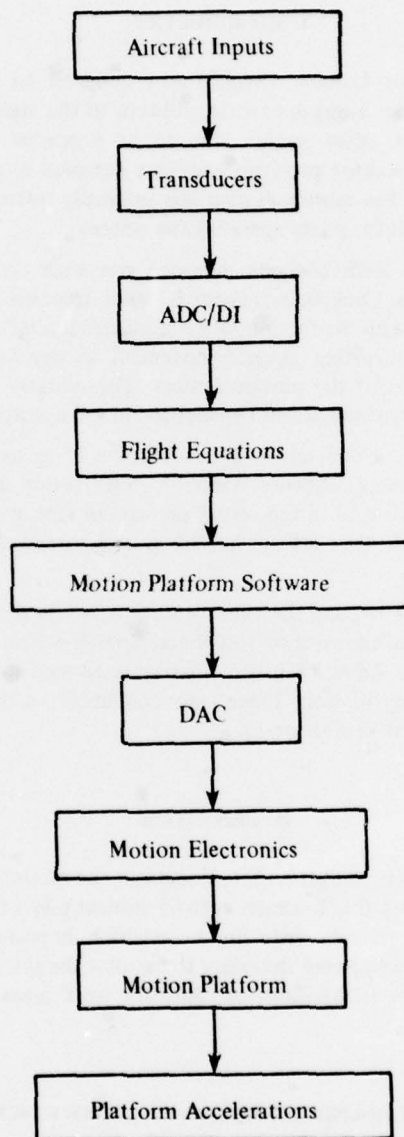 Aircraft Inputs
Transducers
ADC/DI
Flight Equations
Motion Platform Software
DAC
Motion Electronics
Motion Platform
Platform Accelerations